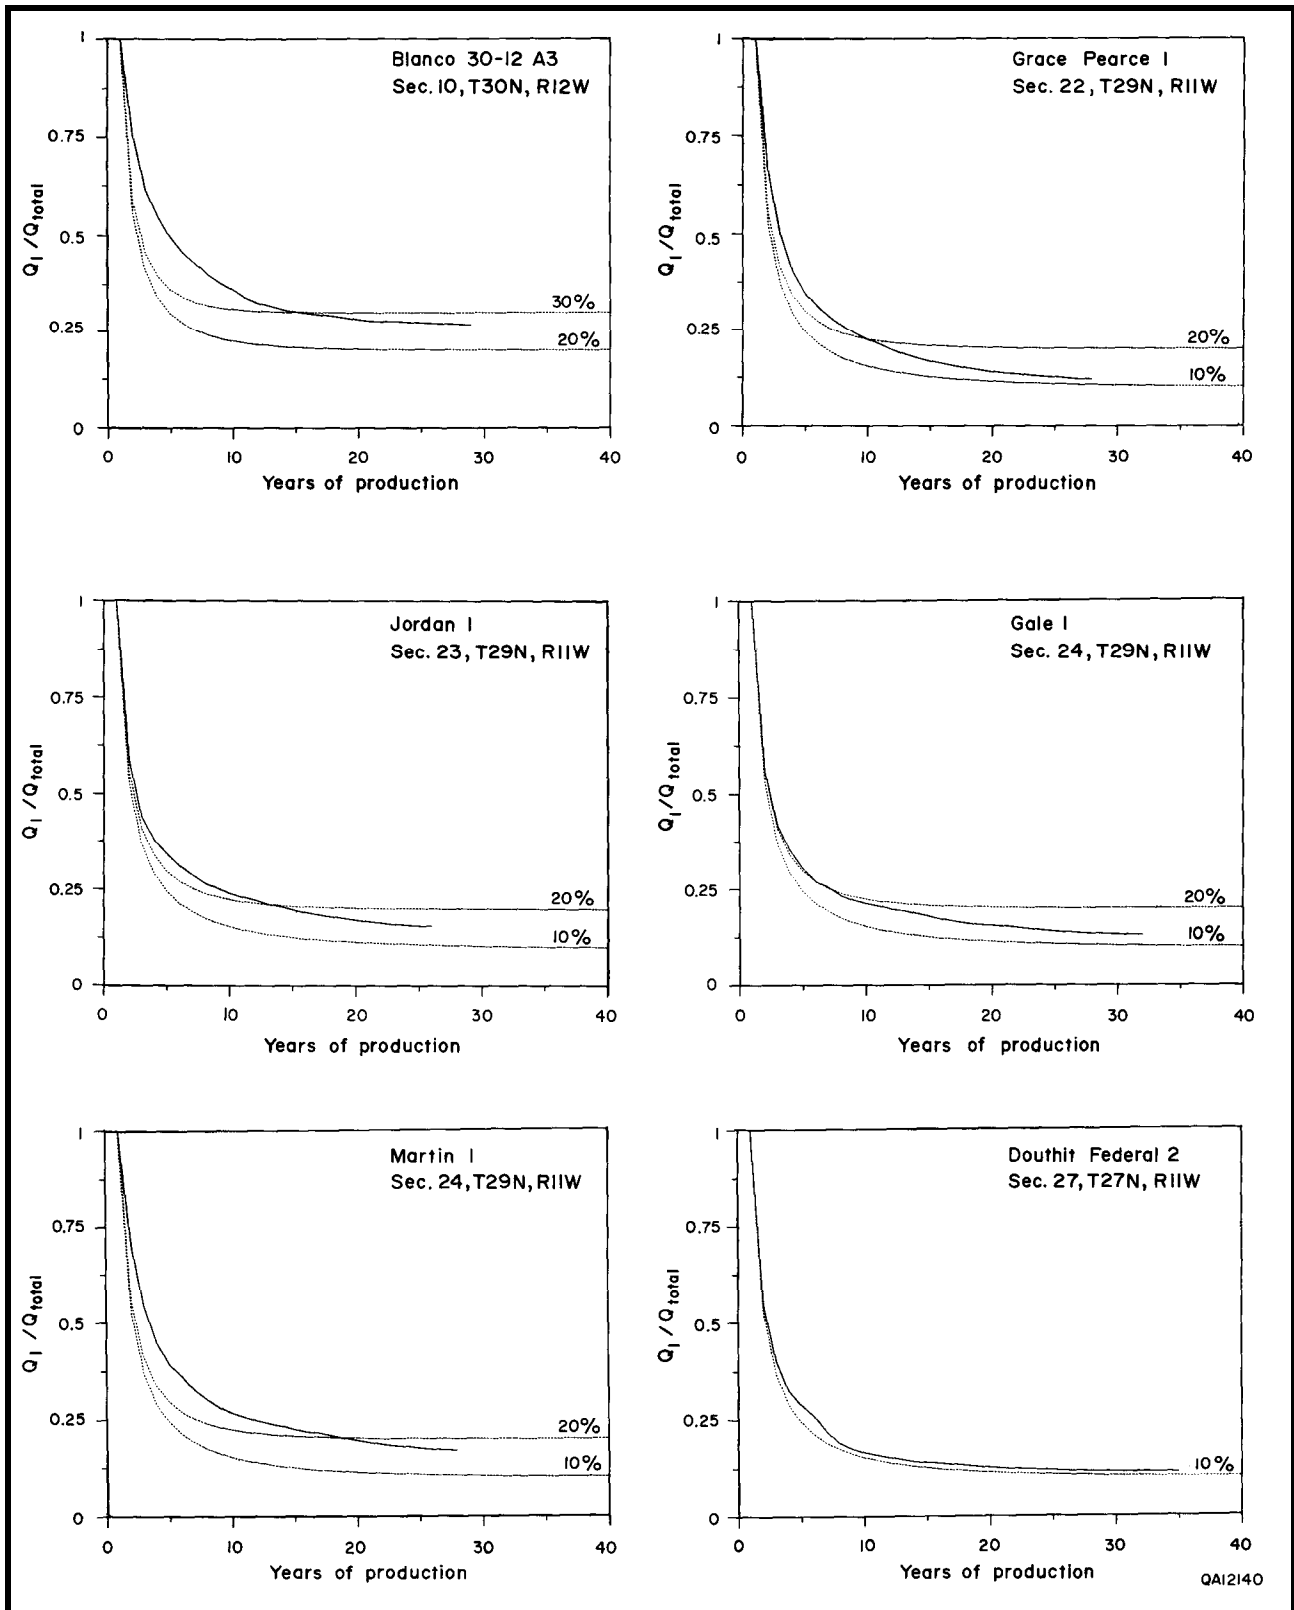 Blanco 30-12 A3
Sec. 10, T30N, R12W
1
0.75
0.5
0.25
0
Q1/Qtotal
30%
20%
0 10 20 30 40
Years of production
Grace Pearce 1
Sec. 22, T29N, R11W
1
0.75
0.5
0.25
0
Q1/Qtotal
20%
10%
0 10 20 30 40
Years of production
Jordan 1
Sec. 23, T29N, R11W
1
0.75
0.5
0.25
0
Q1/Qtotal
20%
10%
0 10 20 30 40
Years of production
Gale 1
Sec. 24, T29N, R11W
1
0.75
0.5
0.25
0
Q1/Qtotal
20%
10%
0 10 20 30 40
Years of production
Martin 1
Sec. 24, T29N, R11W
1
0.75
0.5
0.25
0
Q1/Qtotal
20%
10%
0 10 20 30 40
Years of production
Douthit Federal 2
Sec. 27, T27N, R11W
1
0.75
0.5
0.25
0
Q1/Qtotal
10%
0 10 20 30 40
Years of production
QA12140